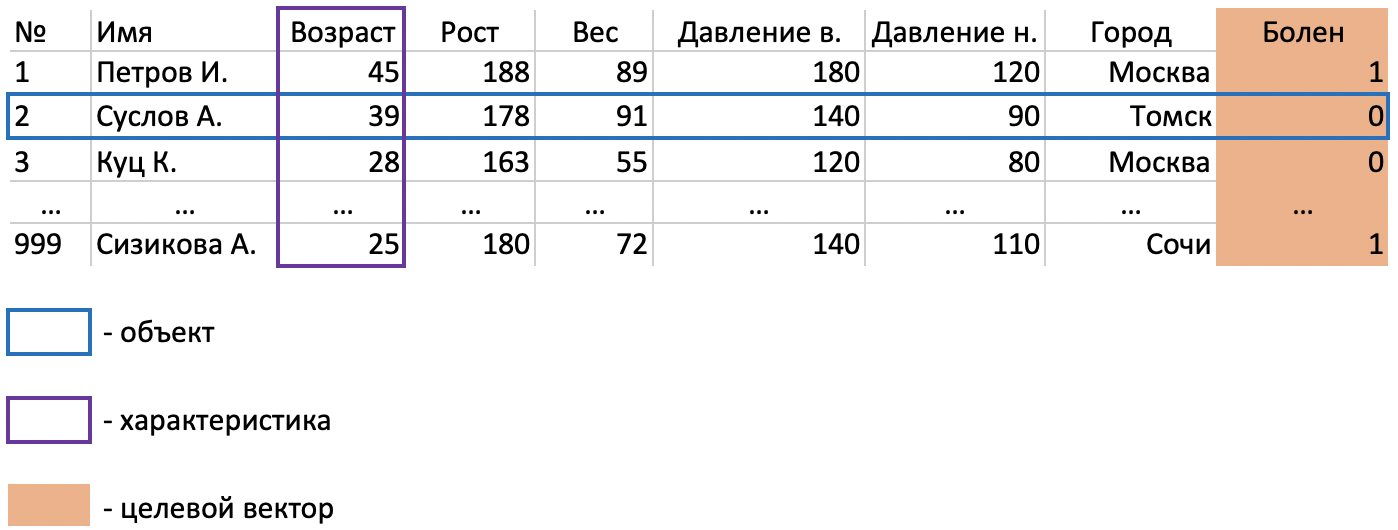 № Имя Возраст Рост Вес Давление в. Давление н. Город Болен
1 Петров И. 45 188 89 180 120 Москва 1
2 Суслов А. 39 178 91 140 90 Томск 0
3 Куц К. 28 163 55 120 80 Москва 0
... ... ... ... ... ... ... ... ...
999 Сизикова А. 25 180 72 140 110 Сочи 1
- объект
- характеристика
- целевой вектор